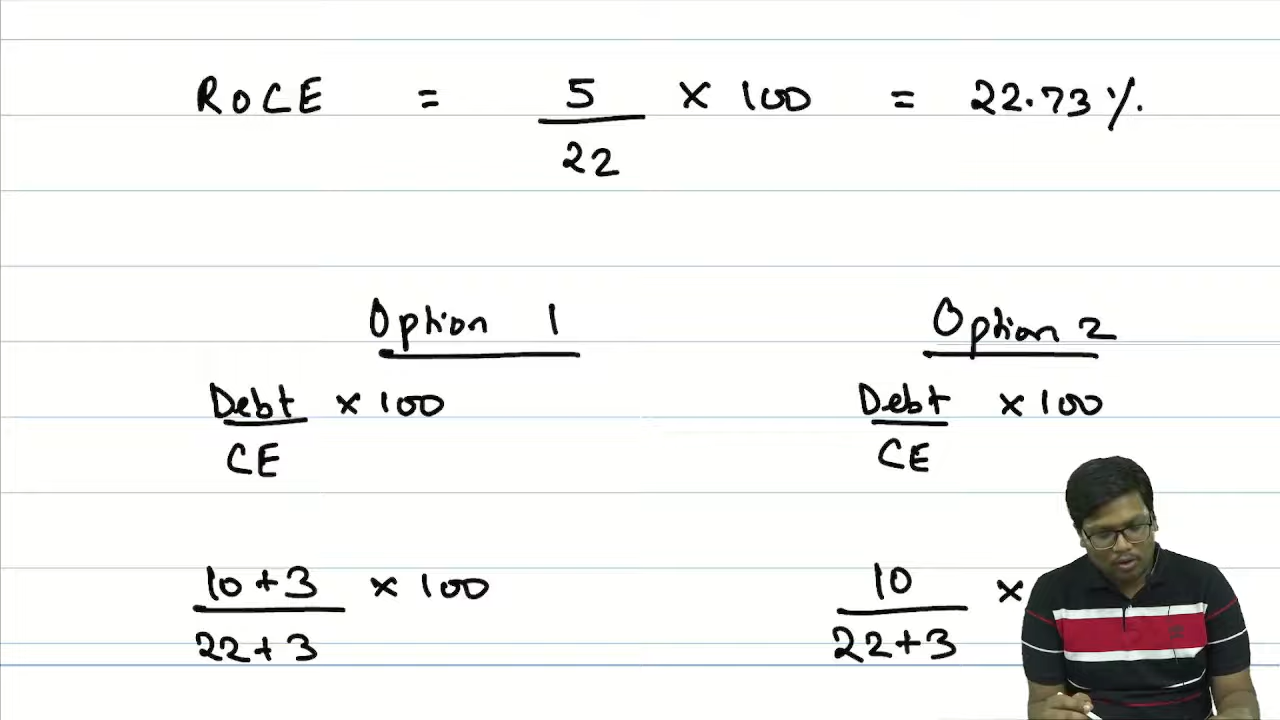 ROCE = 5/22 × 100 = 22.73%
Option 1
Option 2
Debt/CE × 100
Debt/CE × 100
10+3/22+3 × 100
10/22+3 ×